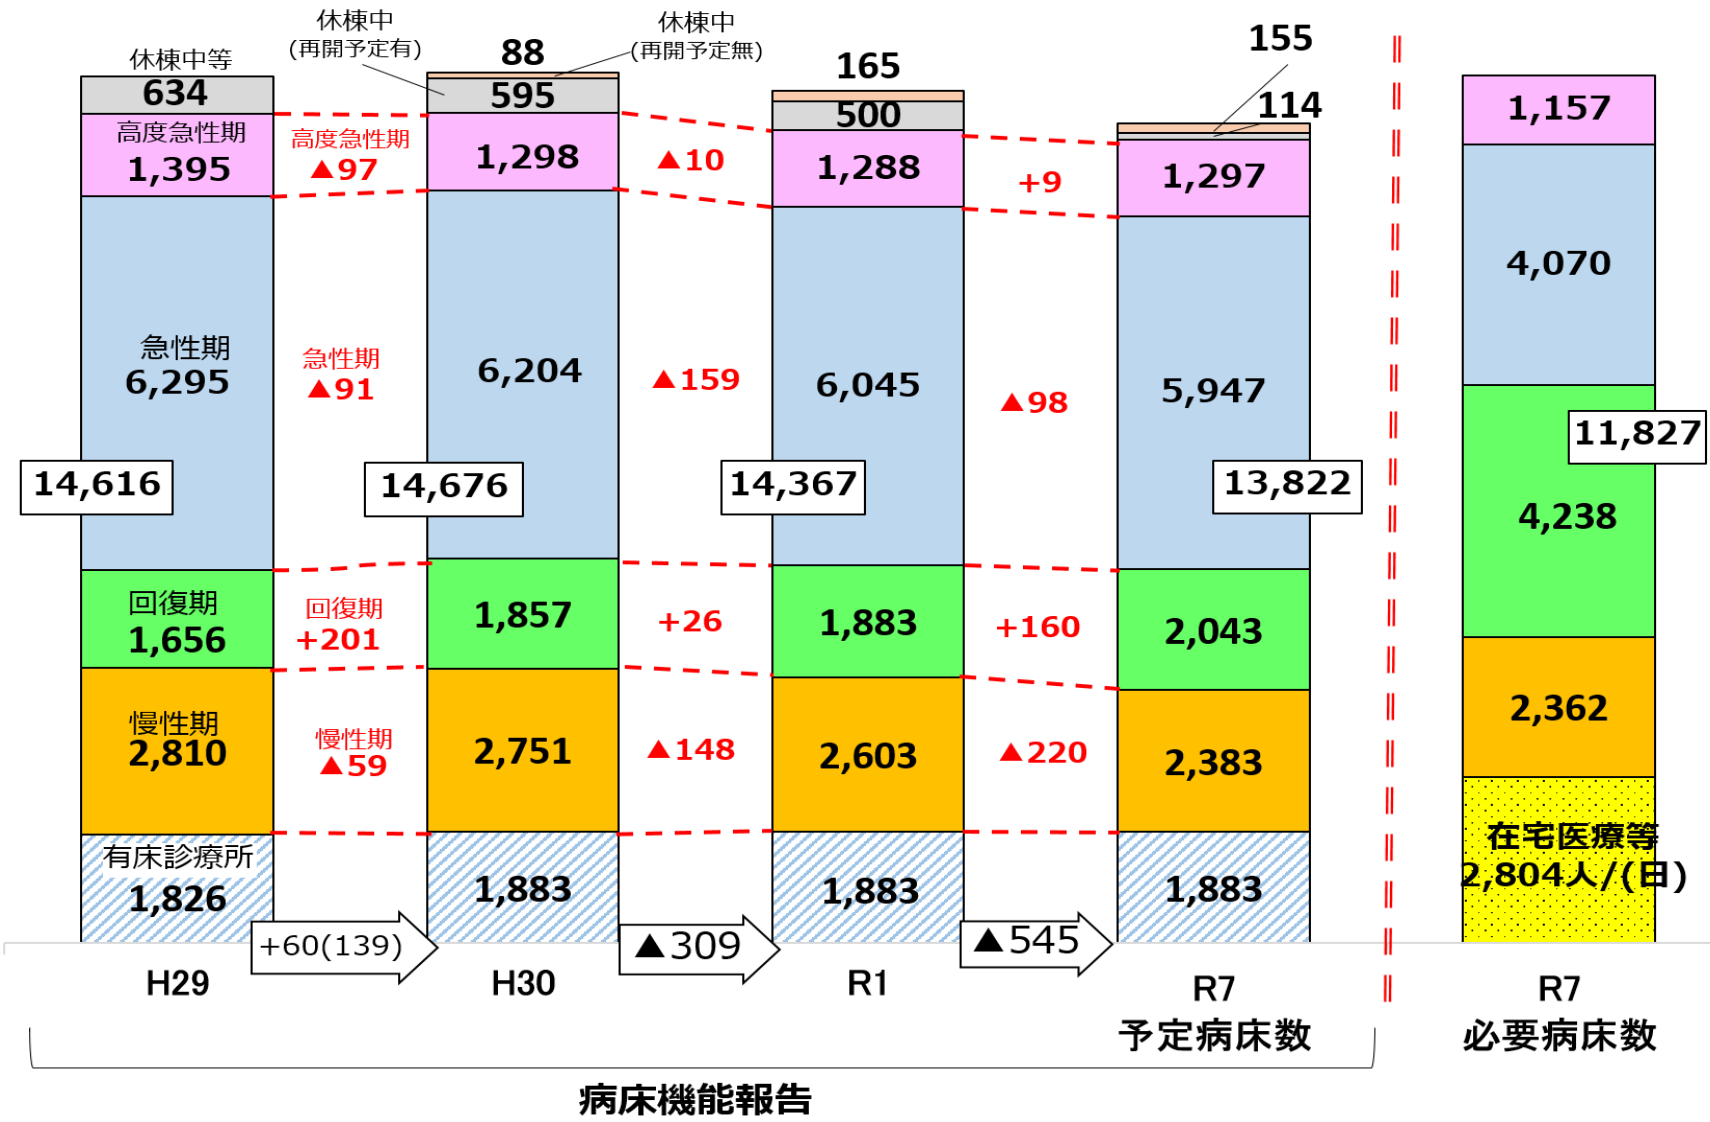 休棟中等
634
高度急性期
1,395
急性期
6,295
14,616
回復期
1,656
慢性期
2,810
有床診療所
1,826
H29
高度急性期
▲97
急性期
▲91
回復期
+201
慢性期
▲59
+60(139)
休棟中
(再開予定有)
88
休棟中
(再開予定無)
595
1,298
6,204
14,676
1,857
2,751
1,883
H30
▲10
▲159
+26
▲148
▲309
165
500
1,288
6,045
14,367
1,883
2,603
1,883
R1
+9
▲98
+160
▲220
▲545
155
114
1,297
5,947
13,822
2,043
2,383
1,883
R7
予定病床数
1,157
4,070
11,827
4,238
2,362
在宅医療等
2,804人/(日)
R7
必要病床数
病床機能報告